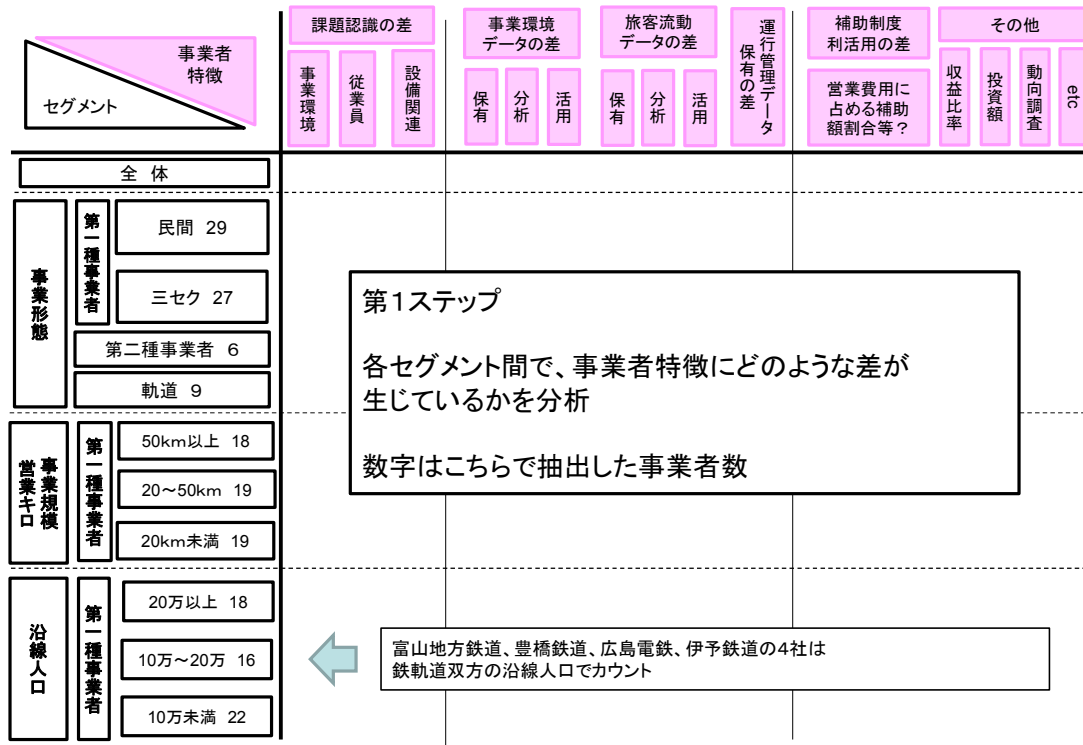 課題認識の差
事業環境
データの差
旅客流動
データの差
運行管理データ
保有の差
補助制度
利活用の差
その他
事業者
特徴
セグメント
事業環境
従業員
設備関連
保有
分析
活用
保有
分析
活用
営業費用に
占める補助
額割合等？
収益比率
投資額
動向調査
etc
全 体
事業形態
第一種事業者
民間 29
三セク 27
第二種事業者 6
軌道 9
第１ステップ
各セグメント間で、事業者特徴にどのような差が
生じているかを分析
数字はこちらで抽出した事業者数
事業規模
営業キロ
第一種事業者
50km以上 18
20～50km 19
20km未満 19
沿線人口
第一種事業者
20万以上 18
10万～20万 16
10万未満 22
富山地方鉄道、豊橋鉄道、広島電鉄、伊予鉄道の4社は
鉄軌道双方の沿線人口でカウント